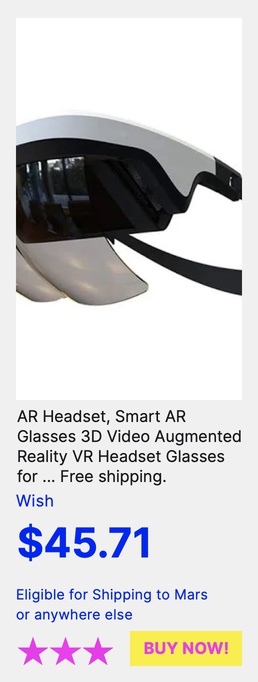 AR Headset, Smart AR
Glasses 3D Video Augmented
Reality VR Headset Glasses
for ... Free shipping.
Wish
$45.71
Eligible for Shipping to Mars
or anywhere else
BUY NOW!